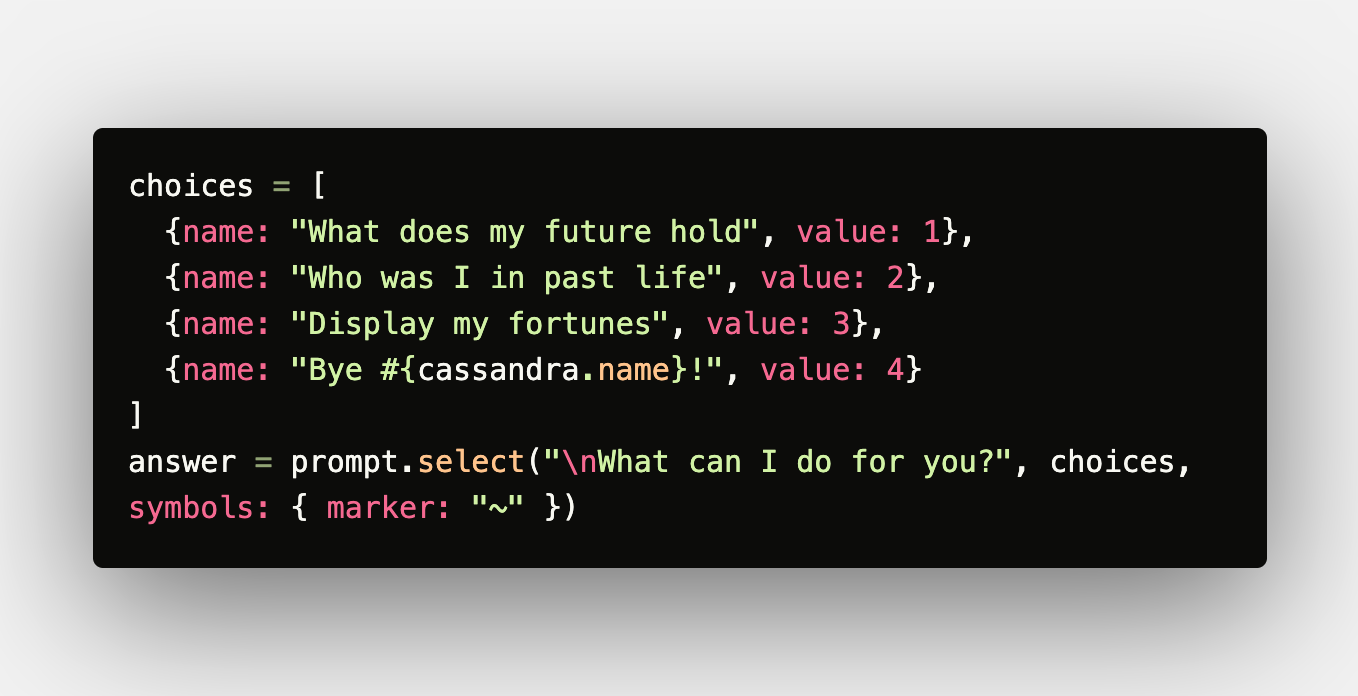 choices = [
  {name: "What does my future hold", value: 1},
  {name: "Who was I in past life", value: 2},
  {name: "Display my fortunes", value: 3},
  {name: "Bye #{cassandra.name}!", value: 4}
]
answer = prompt.select("\nWhat can I do for you?", choices,
symbols: { marker: "~" })